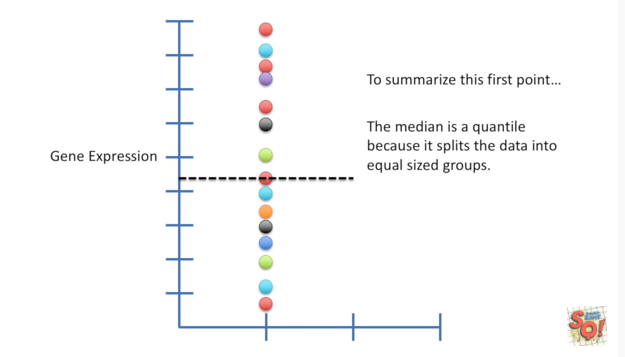 To summarize this first point…
The median is a quantile
because it splits the data into
equal sized groups.
Gene Expression
SQ!